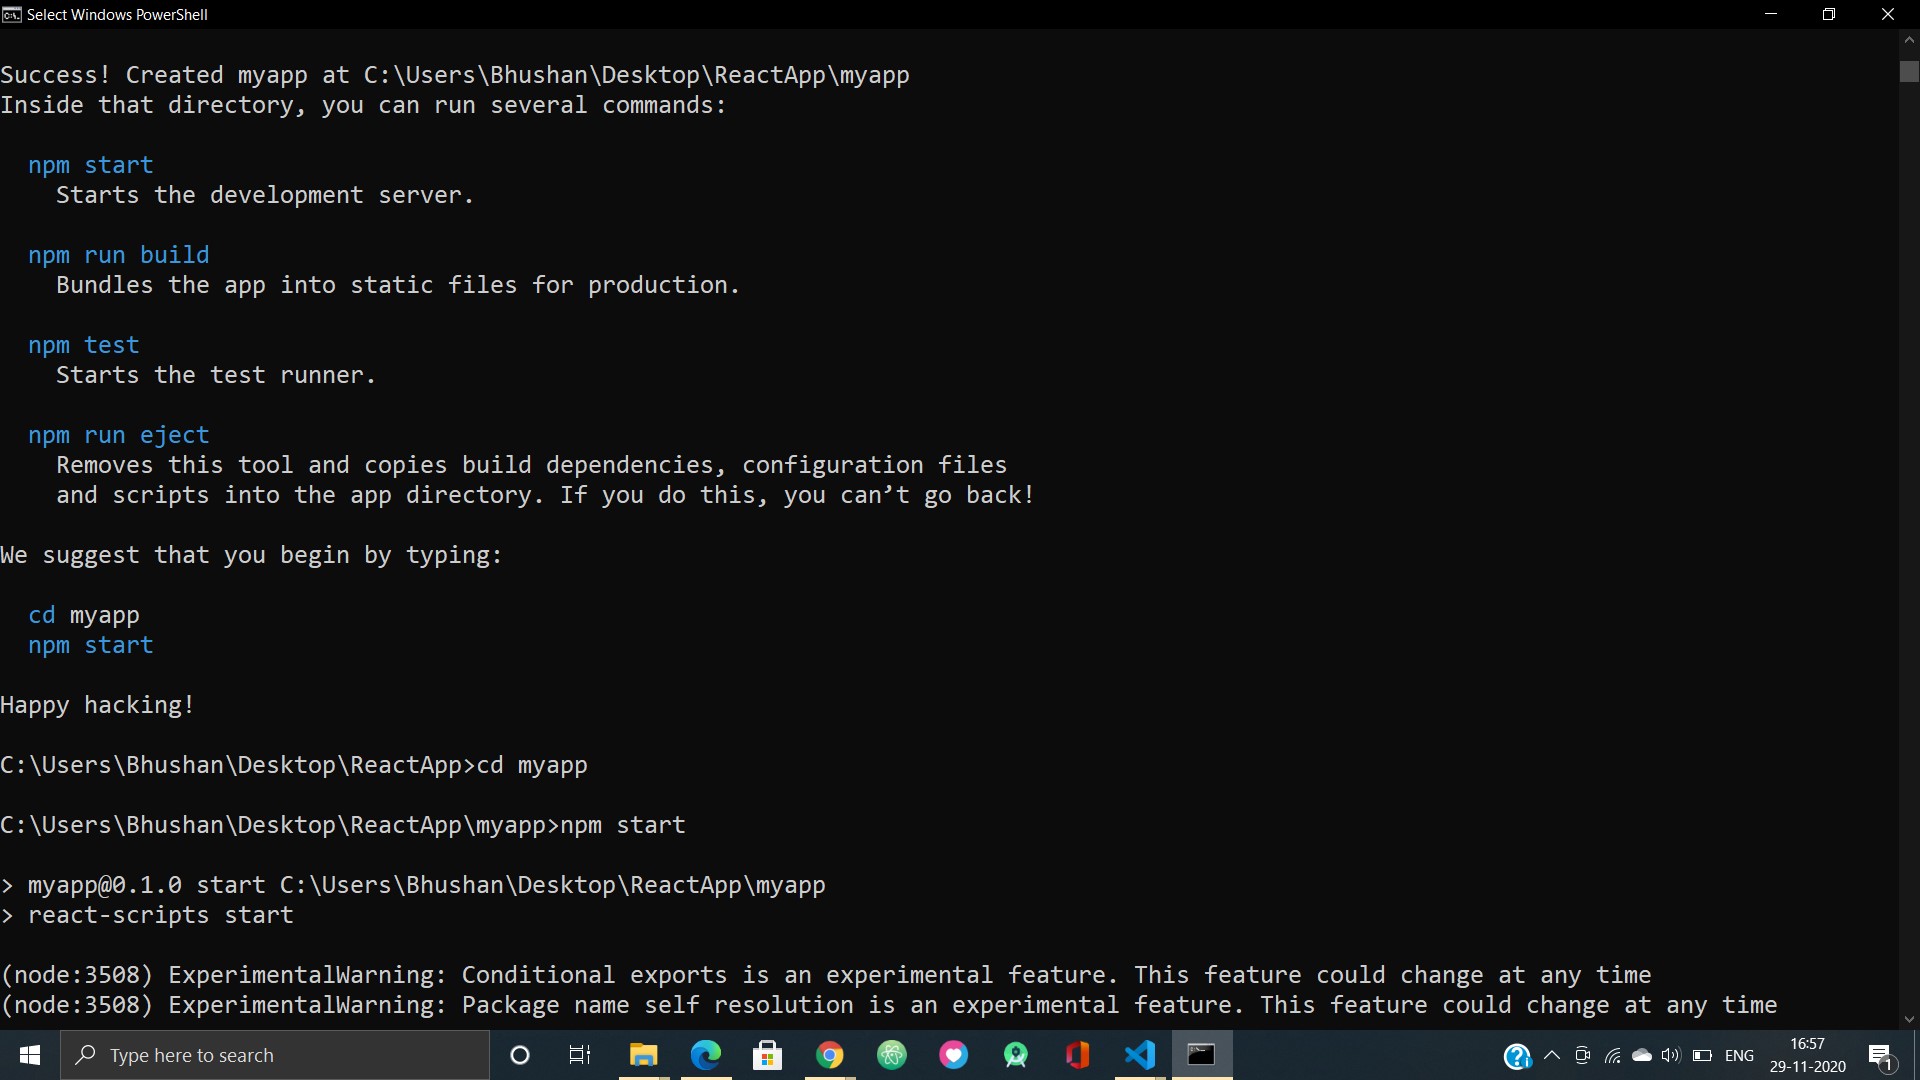 Select Windows PowerShell
Success! Created myapp at C:\Users\Bhushan\Desktop\ReactApp\myapp
Inside that directory, you can run several commands:
npm start
Starts the development server.
npm run build
Bundles the app into static files for production.
npm test
Starts the test runner.
npm run eject
Removes this tool and copies build dependencies, configuration files
and scripts into the app directory. If you do this, you can’t go back!
We suggest that you begin by typing:
cd myapp
npm start
Happy hacking!
C:\Users\Bhushan\Desktop\ReactApp>cd myapp
C:\Users\Bhushan\Desktop\ReactApp\myapp>npm start
> myapp@0.1.0 start C:\Users\Bhushan\Desktop\ReactApp\myapp
> react-scripts start
(node:3508) ExperimentalWarning: Conditional exports is an experimental feature. This feature could change at any time
(node:3508) ExperimentalWarning: Package name self resolution is an experimental feature. This feature could change at any time
Type here to search
ENG
16:57
29-11-2020
1